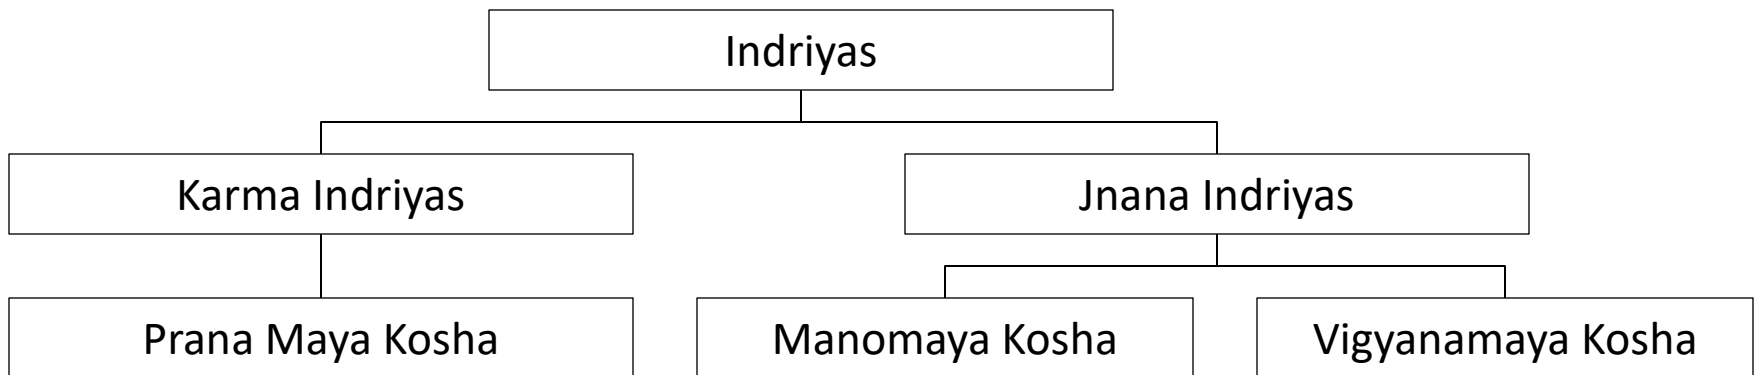 Indriyas
Karma Indriyas
Jnana Indriyas
Prana Maya Kosha
Manomaya Kosha
Vigyanamaya Kosha